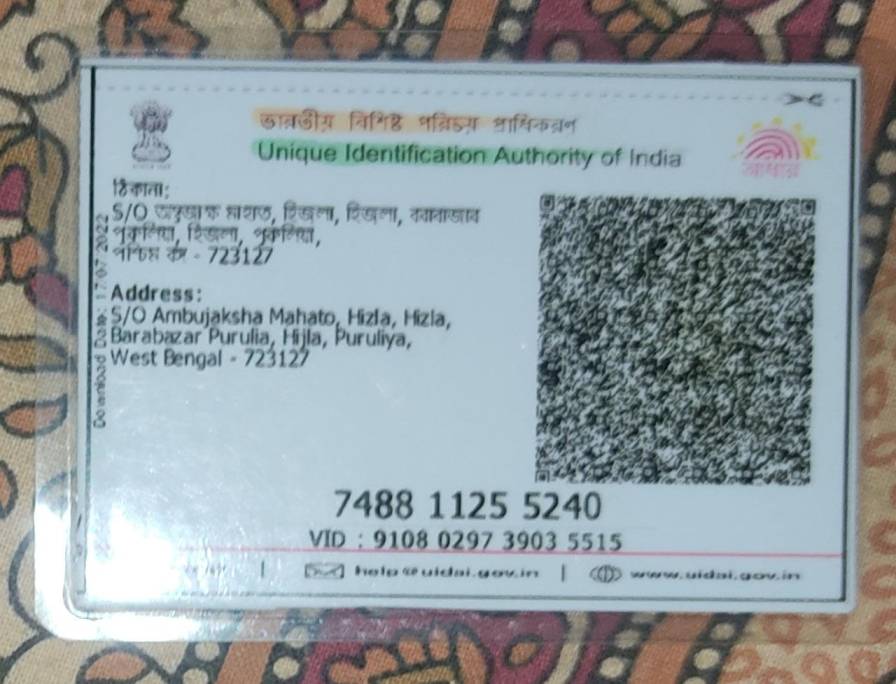 ভারতীয় বিশিষ্ট পরিচয় প্রাধিকরণ
Unique Identification Authority of India
আধার
ঠিকানা:
S/O অম্বুজাক্ষ মাহাত, হিজলা, হিজলা, বরাবাজার
পুরুলিয়া, হিজলা, পুরুলিয়া,
পশ্চিম বঙ্গ - 723127
Address:
S/O Ambujaksha Mahato, Hizla, Hizla,
Barabazar Purulia, Hijla, Puruliya,
West Bengal - 723127
Download Date: 17/07/2022
7488 1125 5240
VID : 9108 0297 3903 5515
help@uidai.gov.in | www.uidai.gov.in